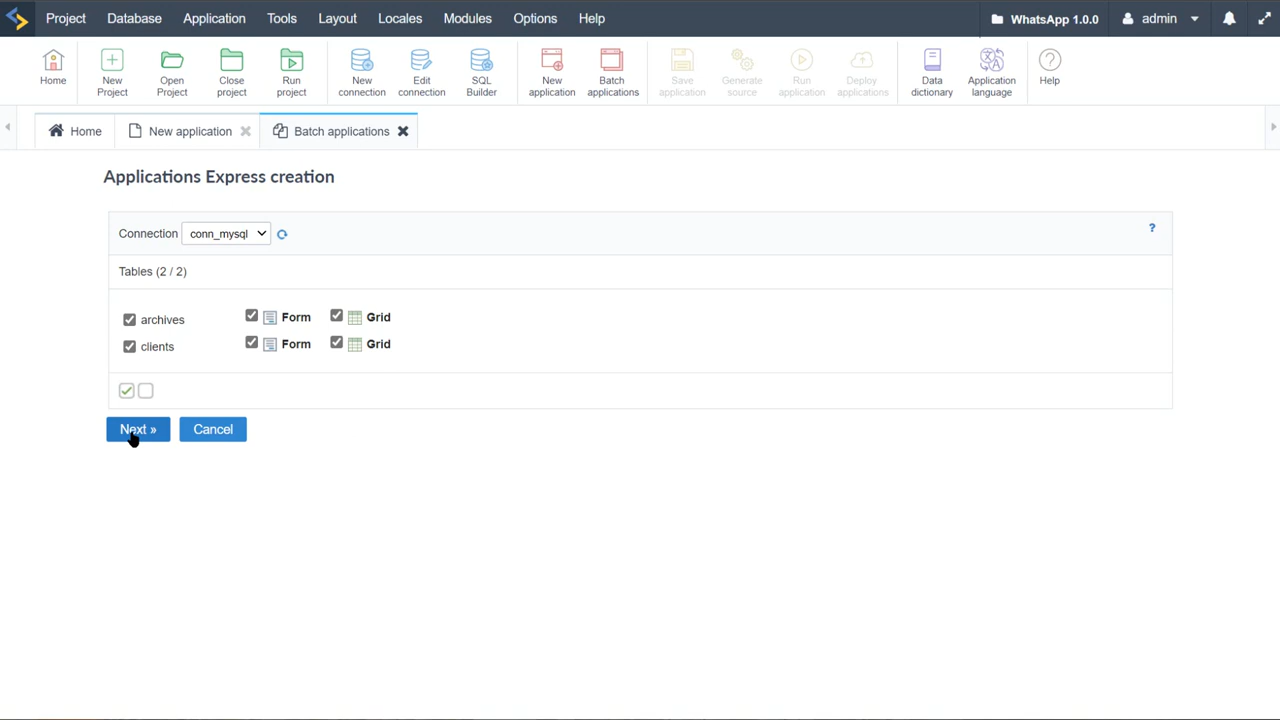 Project Database Application Tools Layout Locales Modules Options Help WhatsApp 1.0.0 admin
Home
New Project
Open Project
Close project
Run project
New connection
Edit connection
SQL Builder
New application
Batch applications
Save application
Generate source
Run application
Deploy applications
Data dictionary
Application language
Help
Home New application Batch applications
Applications Express creation
Connection conn_mysql ?
Tables (2 / 2)
archives Form Grid
clients Form Grid
Next » Cancel